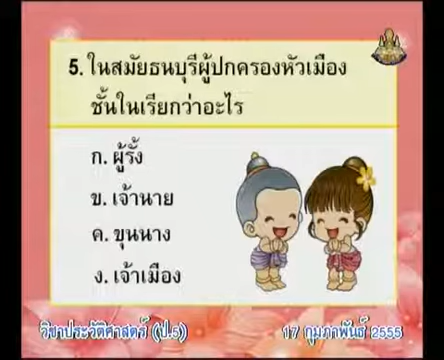 5. ในสมัยธนบุรีผู้ปกครองหัวเมือง
ชั้นในเรียกว่าอะไร
ก. ผู้รั้ง
ข. เจ้านาย
ค. ขุนนาง
ง. เจ้าเมือง
วิชาประวัติศาสตร์ (ป.5)
17 กุมภาพันธ์ 2555